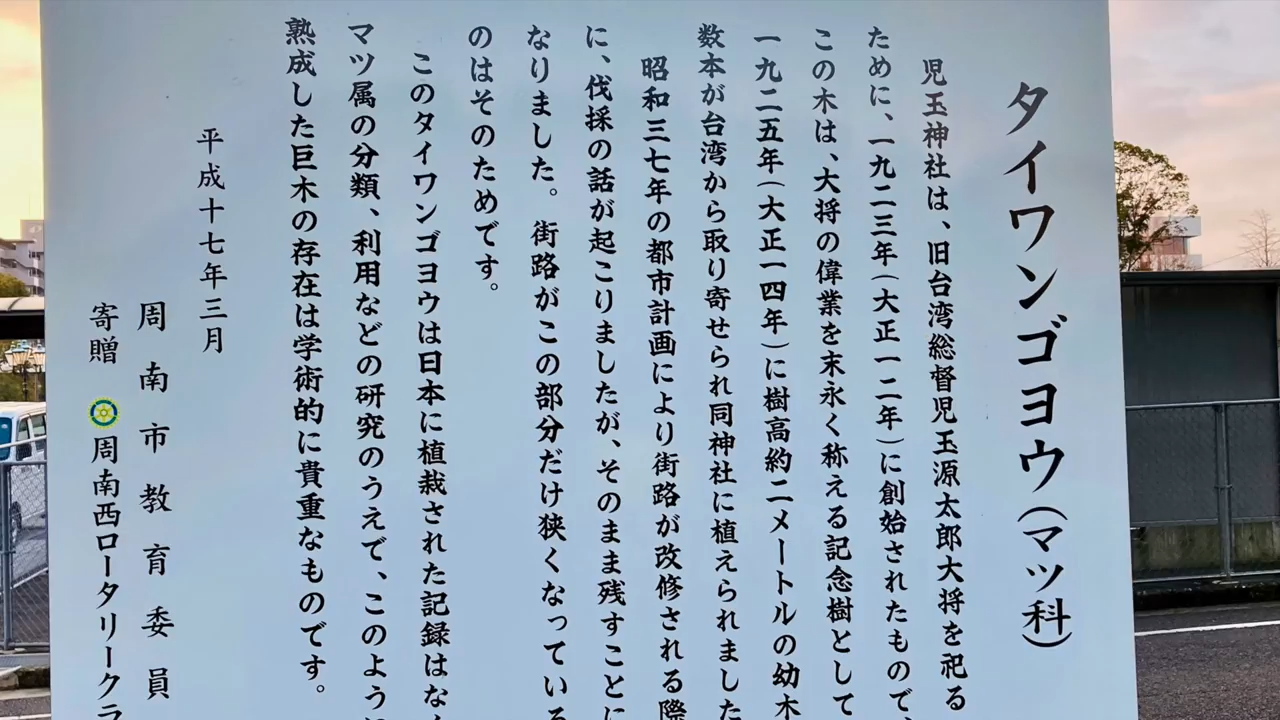 タイワンゴヨウ(マツ科)
児玉神社は、旧台湾総督児玉源太郎大将を祀る
ために、一九二三年(大正一二年)に創始されたもので、
この木は、大将の偉業を末永く称える記念樹として
一九二五年(大正一四年)に樹高約二メートルの幼木
数本が台湾から取り寄せられ同神社に植えられました
昭和三七年の都市計画により街路が改修される際
に、伐採の話が起こりましたが、そのまま残すことに
なりました。街路がこの部分だけ狭くなっている
のはそのためです。
このタイワンゴヨウは日本に植栽された記録はな
マツ属の分類、利用などの研究のうえで、このように
熟成した巨木の存在は学術的に貴重なものです。
平成十七年三月
周南市教育委員
寄贈 周南西ロータリークラ